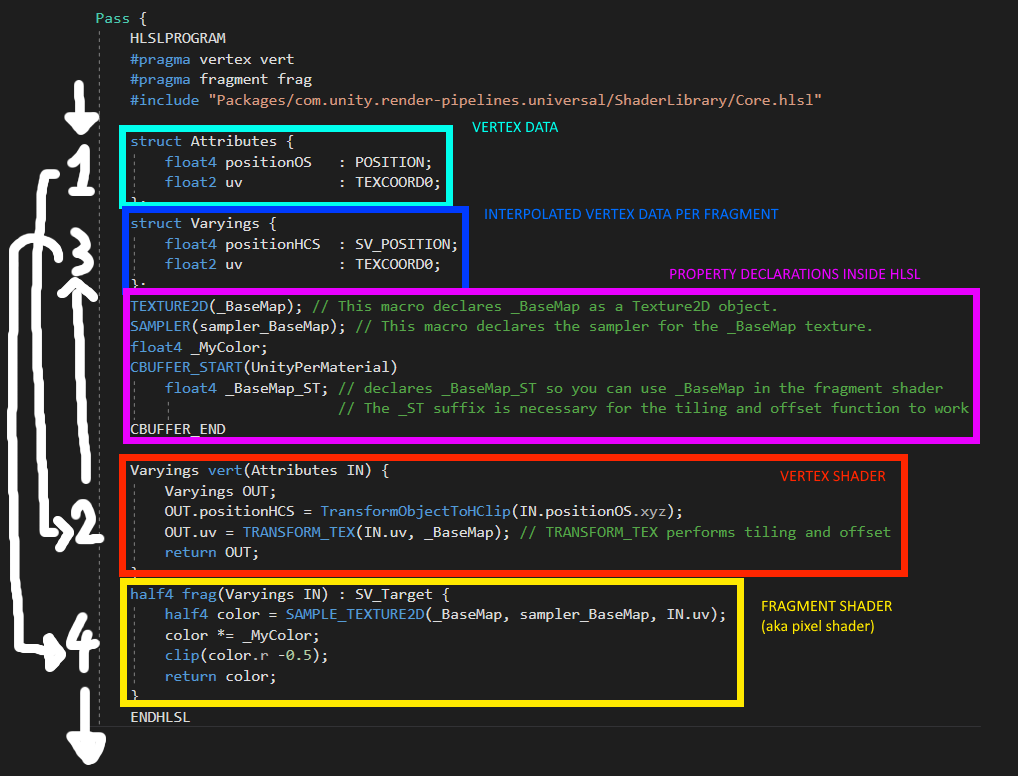 Pass {
HLSLPROGRAM
#pragma vertex vert
#pragma fragment frag
#include "Packages/com.unity.render-pipelines.universal/ShaderLibrary/Core.hlsl"
VERTEX DATA
struct Attributes {
float4 positionOS : POSITION;
float2 uv : TEXCOORD0;
};
1
INTERPOLATED VERTEX DATA PER FRAGMENT
struct Varyings {
float4 positionHCS : SV_POSITION;
float2 uv : TEXCOORD0;
};
3
PROPERTY DECLARATIONS INSIDE HLSL
TEXTURE2D(_BaseMap); // This macro declares _BaseMap as a Texture2D object.
SAMPLER(sampler_BaseMap); // This macro declares the sampler for the _BaseMap texture.
float4 _MyColor;
CBUFFER_START(UnityPerMaterial)
float4 _BaseMap_ST; // declares _BaseMap_ST so you can use _BaseMap in the fragment shader
// The _ST suffix is necessary for the tiling and offset function to work
CBUFFER_END
Varyings vert(Attributes IN) {
VERTEX SHADER
Varyings OUT;
OUT.positionHCS = TransformObjectToHClip(IN.positionOS.xyz);
OUT.uv = TRANSFORM_TEX(IN.uv, _BaseMap); // TRANSFORM_TEX performs tiling and offset
return OUT;
}
2
half4 frag(Varyings IN) : SV_Target {
FRAGMENT SHADER
(aka pixel shader)
half4 color = SAMPLE_TEXTURE2D(_BaseMap, sampler_BaseMap, IN.uv);
color *= _MyColor;
clip(color.r -0.5);
return color;
}
4
ENDHLSL